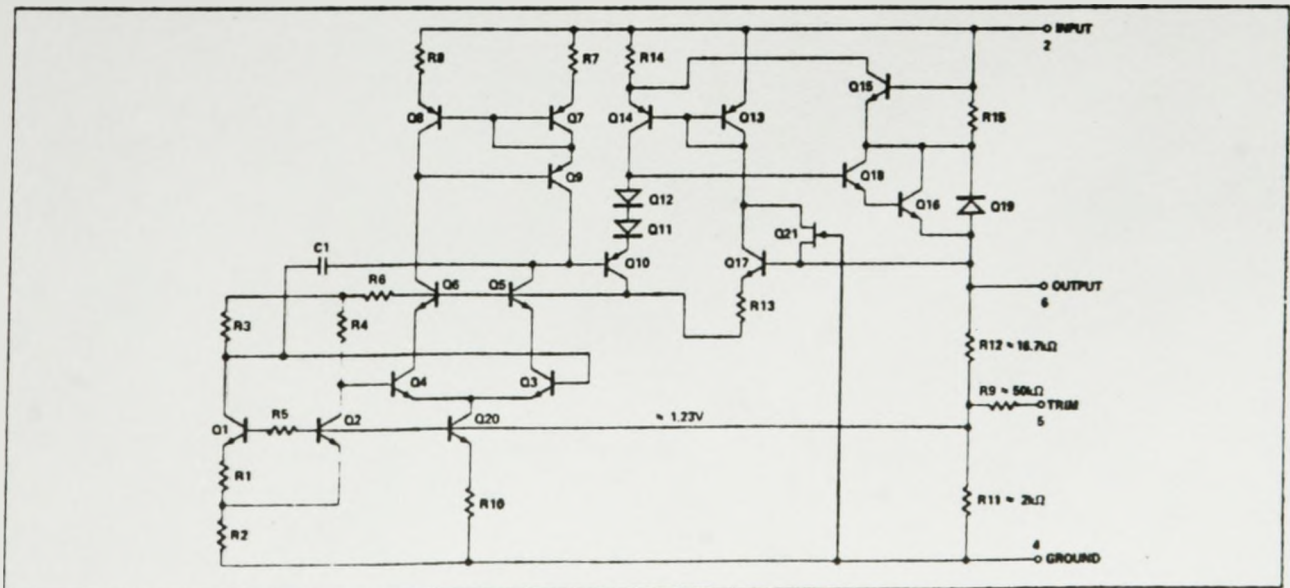 INPUT
2
R8
R7
R14
Q15
Q8
Q7
Q14
Q13
R15
Q9
Q18
Q16
Q19
Q12
Q11
Q21
C1
Q10
Q17
R6
Q6
Q5
OUTPUT
6
R3
R4
R13
R12 ≈ 16.7kΩ
Q4
Q3
R9 ≈ 50kΩ
TRIM
5
Q1
R5
Q2
Q20
≈ 1.23V
R1
R10
R11 ≈ 2kΩ
R2
4
GROUND